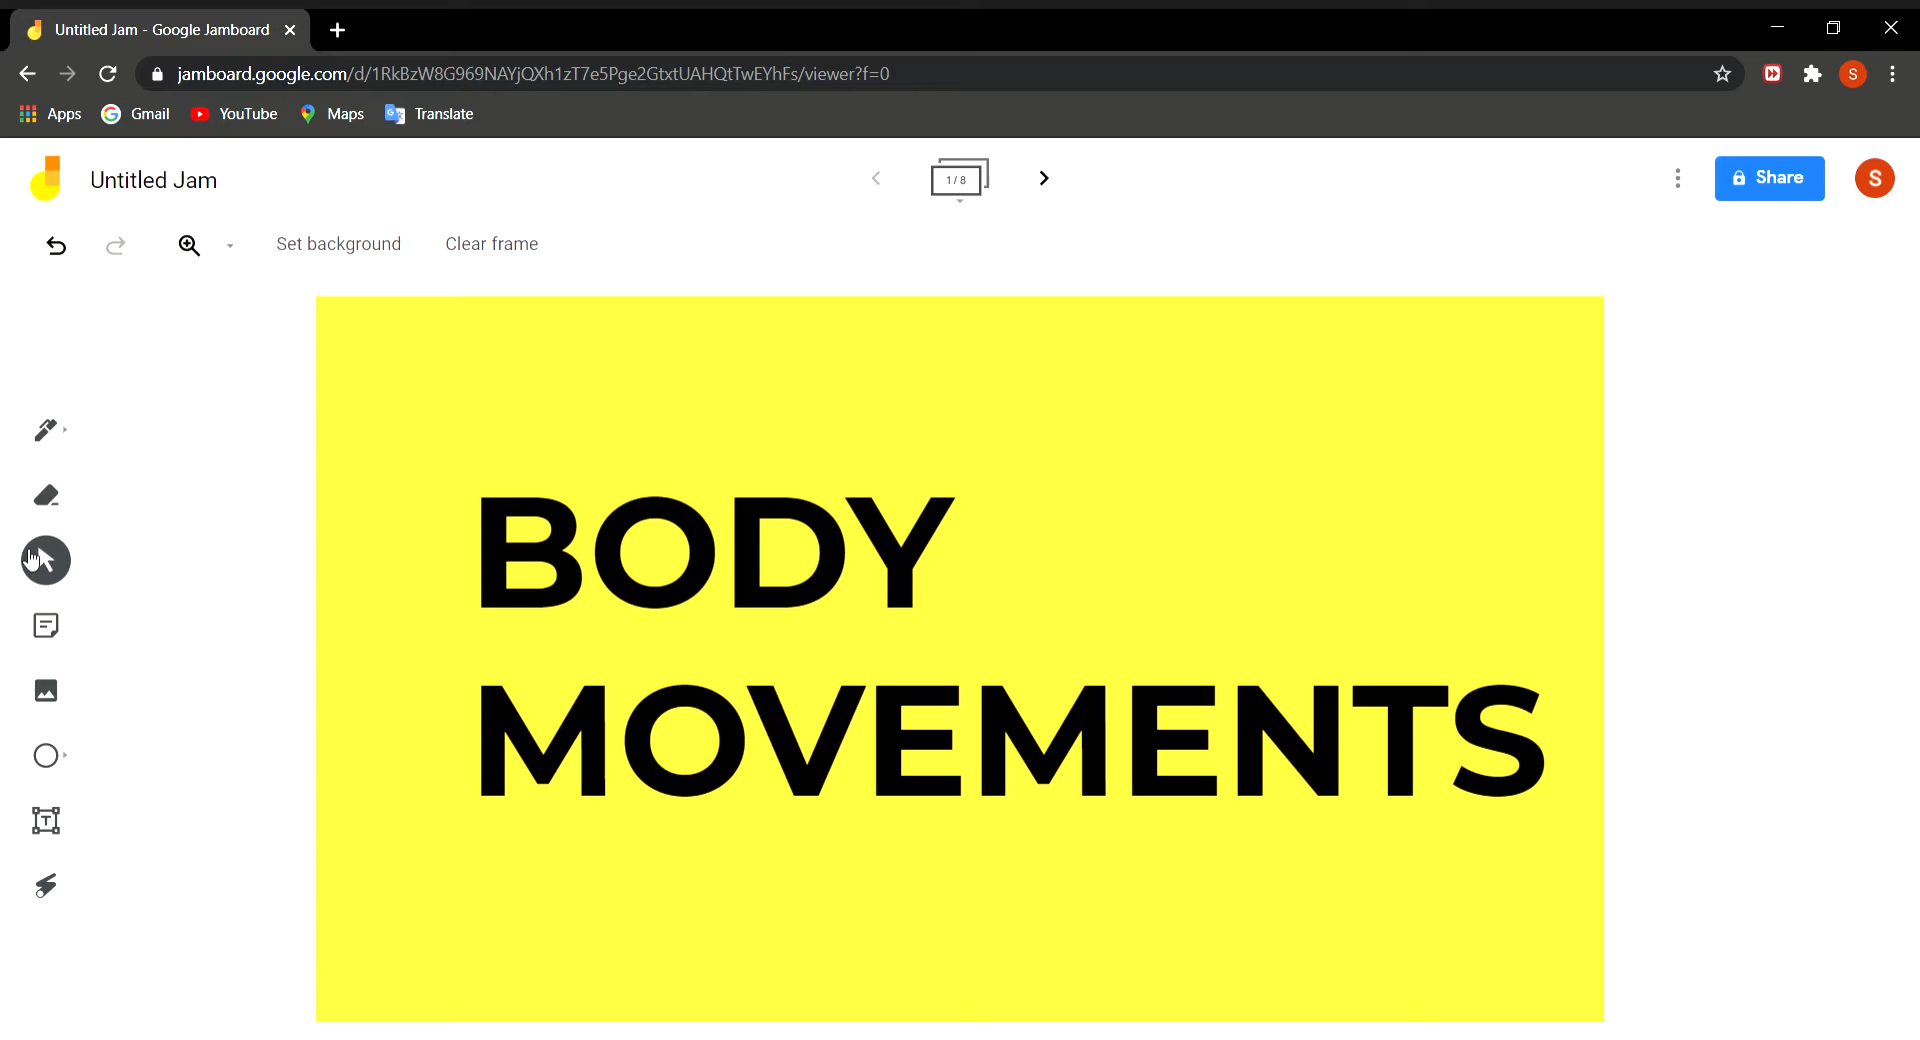 Untitled Jam - Google Jamboard
jamboard.google.com/d/1RkBzW8G969NAYjQXh1zT7e5Pge2GtxtUAHQtTwEYhFs/viewer?f=0
S
Apps Gmail YouTube Maps Translate
Untitled Jam
1 / 8
Share
S
Set background Clear frame
BODY
MOVEMENTS